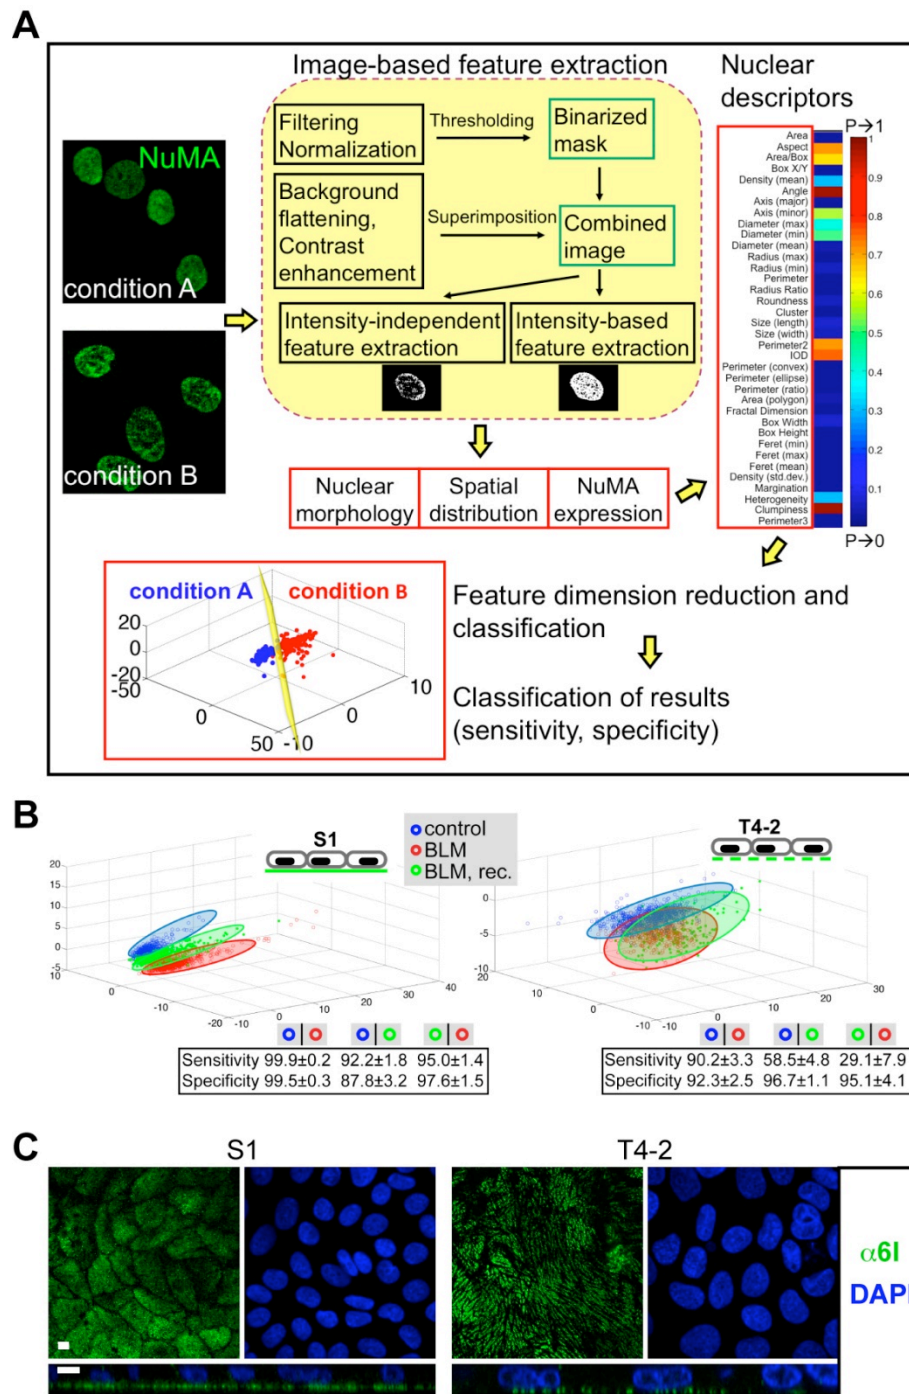 A
Image-based feature extraction
Nuclear
descriptors
NuMA
condition A
condition B
Filtering
Normalization
Thresholding
Binarized
mask
Background
flattening,
Contrast
enhancement
Superimposition
Combined
image
Intensity-independent
feature extraction
Intensity-based
feature extraction
Nuclear
morphology
Spatial
distribution
NuMA
expression
P→1
Area
Aspect
Area/Box
Box X/Y
Density (mean)
Angle
Axis (major)
Axis (minor)
Diameter (max)
Diameter (min)
Diameter (mean)
Radius (max)
Radius (min)
Perimeter
Radius Ratio
Roundness
Cluster
Size (length)
Size (width)
Perimeter2
IOD
Perimeter (convex)
Perimeter (ellipse)
Perimeter (ratio)
Area (polygon)
Fractal Dimension
Box Width
Box Height
Feret (min)
Feret (max)
Feret (mean)
Density (std.dev.)
Margination
Heterogeneity
Clumpiness
Perimeter3
1
0.9
0.8
0.7
0.6
0.5
0.4
0.3
0.2
0.1
P→0
condition A
condition B
20
0
-20
-50
0
50
-10
0
10
Feature dimension reduction and
classification
Classification of results
(sensitivity, specificity)
B
S1
control
BLM
BLM, rec.
T4-2
20
15
10
5
0
-5
10
0
-10
-20
-10
0
10
20
30
40
Sensitivity 99.9±0.2 92.2±1.8 95.0±1.4
Specificity 99.5±0.3 87.8±3.2 97.6±1.5
0
-5
-10
20
10
0
-10
0
10
20
30
Sensitivity 90.2±3.3 58.5±4.8 29.1±7.9
Specificity 92.3±2.5 96.7±1.1 95.1±4.1
C
S1
T4-2
α6I
DAPI